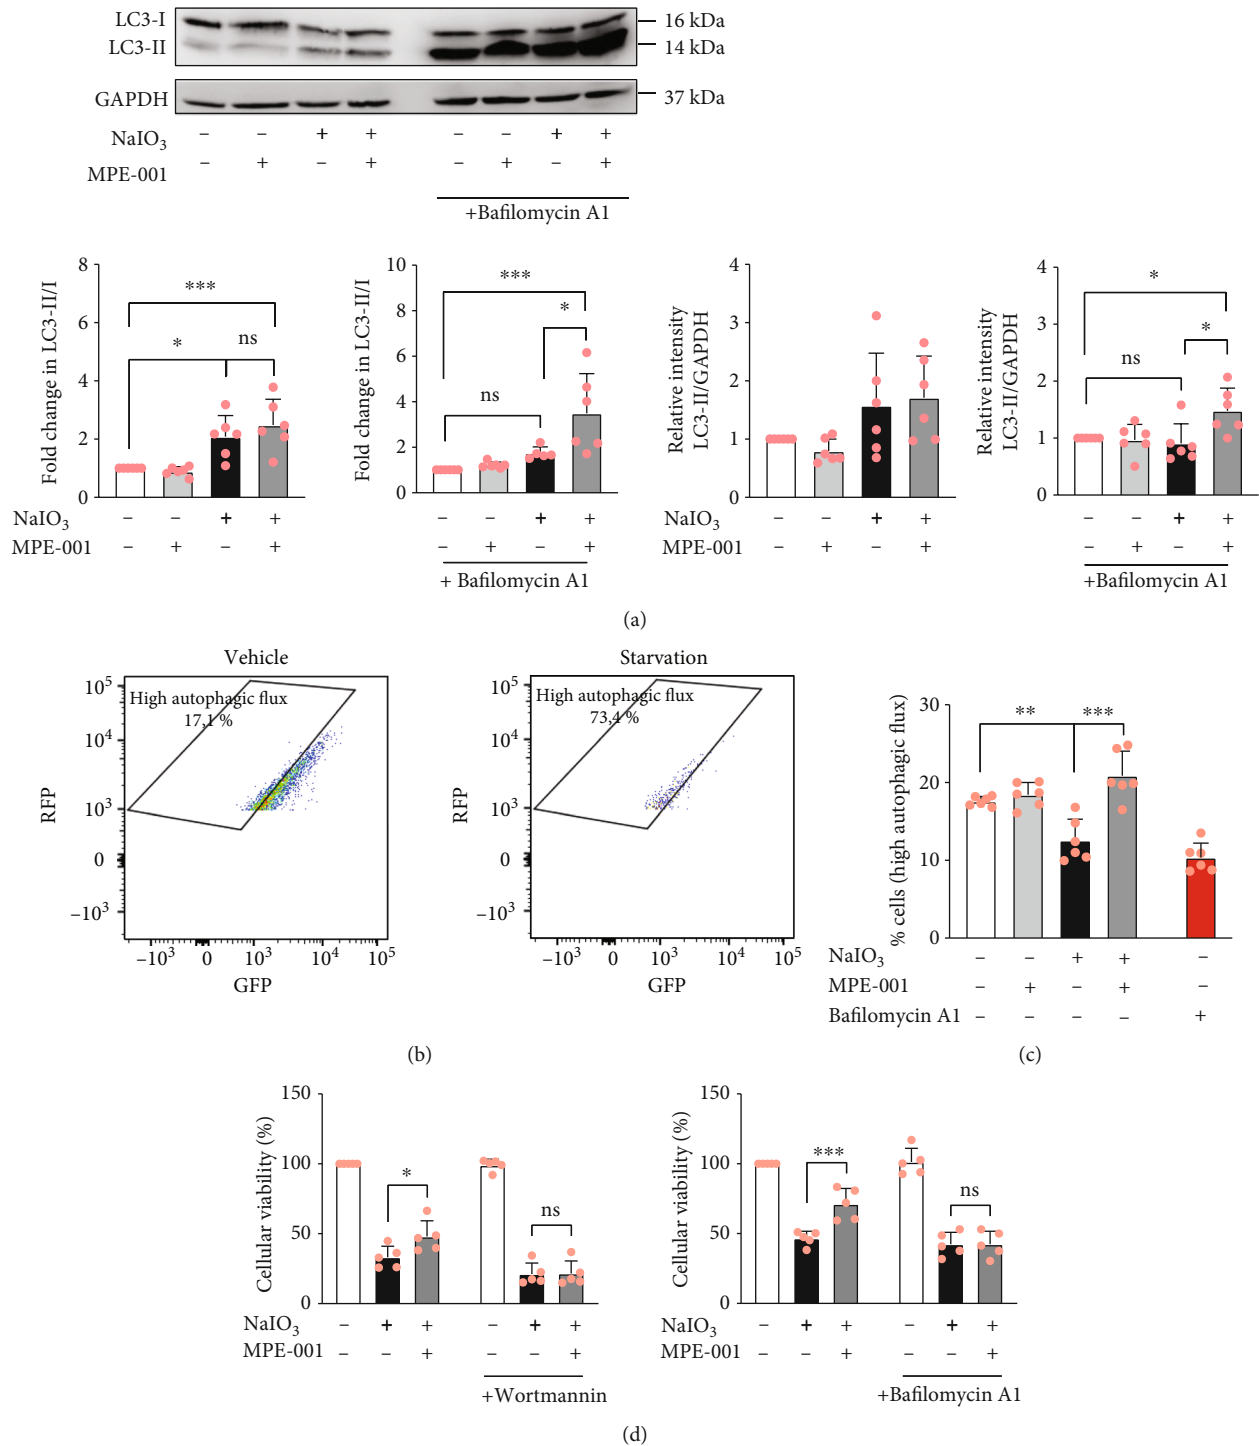 LC3-I
LC3-II
16 kDa
14 kDa
GAPDH
37 kDa
NaIO3 – – + + – – + +
MPE-001 – + – + – + – +
+Bafilomycin A1
Fold change in LC3-II/I
8
6
4
2
0
*** * ns
NaIO3 – – + +
MPE-001 – + – +
Fold change in LC3-II/I
10
8
6
4
2
0
*** * ns
– – + +
– + – +
+ Bafilomycin A1
Relative intensity
LC3-II/GAPDH
4
3
2
1
0
NaIO3 – – + +
MPE-001 – + – +
Relative intensity
LC3-II/GAPDH
4
3
2
1
0
* * ns
– – + +
– + – +
+Bafilomycin A1
(a)
Vehicle
High autophagic flux
17,1 %
RFP
10^5
10^4
10^3
0
–10^3
–10^3 0 10^3 10^4 10^5
GFP
Starvation
High autophagic flux
73,4 %
RFP
10^5
10^4
10^3
0
–10^3
–10^3 0 10^3 10^4 10^5
GFP
(b)
% cells (high autophagic flux)
30
20
10
0
** ***
NaIO3 – – + + –
MPE-001 – + – + –
Bafilomycin A1 – – – – +
(c)
Cellular viability (%)
150
100
50
0
* ns
NaIO3 – + + – + +
MPE-001 – – + – – +
+Wortmannin
Cellular viability (%)
150
100
50
0
*** ns
NaIO3 – + + – + +
MPE-001 – – + – – +
+Bafilomycin A1
(d)